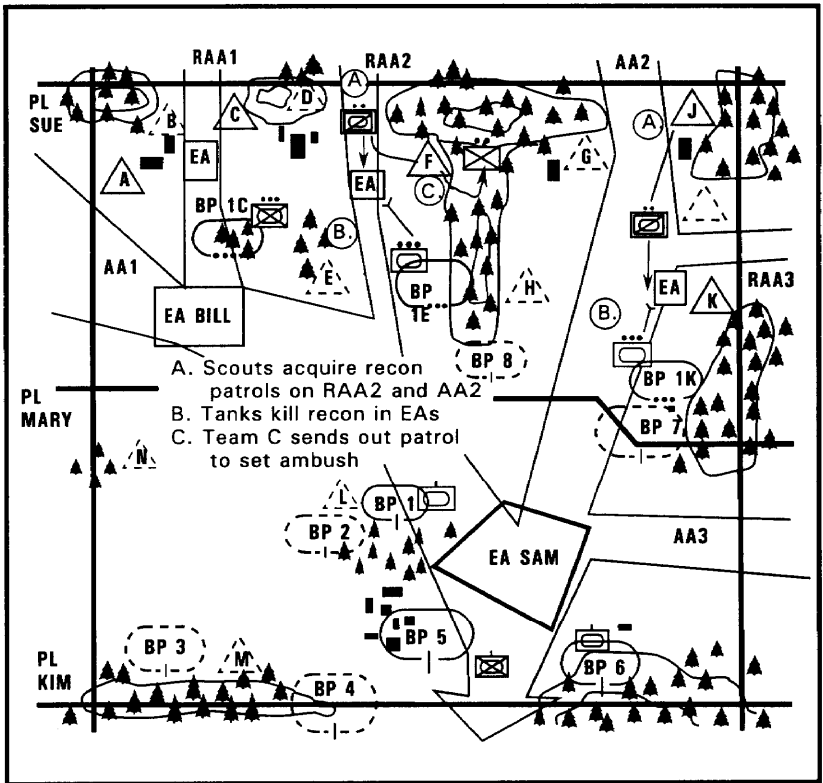 RAA1
RAA2
AA2
PL
SUE
B
C
D
A
J
A
EA
F
G
C
EA
BP 1C
B.
AA1
E
BP
1E
H
EA
K
RAA3
B.
EA BILL
BP 8
BP 1K
A. Scouts acquire recon
patrols on RAA2 and AA2
B. Tanks kill recon in EAs
C. Team C sends out patrol
to set ambush
PL
MARY
BP 7
N
L
BP 1
BP 2
EA SAM
AA3
BP 3
M
BP 5
BP 6
PL
KIM
BP 4